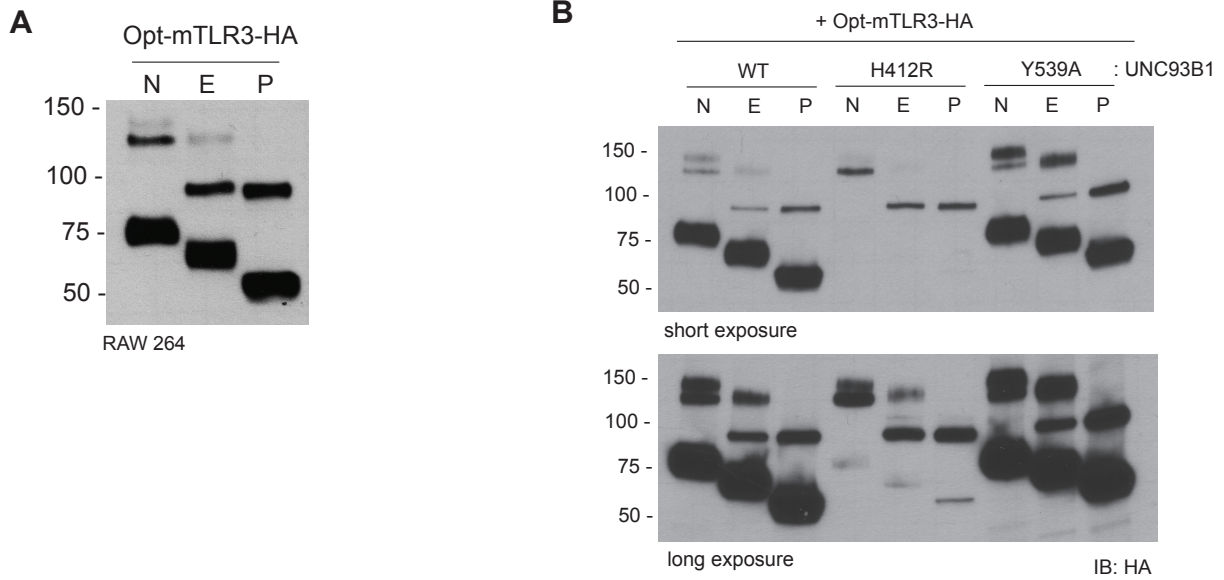 A
Opt-mTLR3-HA
N E P
150 -
100 -
75 -
50 -
RAW 264
B
+ Opt-mTLR3-HA
WT H412R Y539A : UNC93B1
N E P N E P N E P
150 -
100 -
75 -
50 -
short exposure
150 -
100 -
75 -
50 -
long exposure
IB: HA